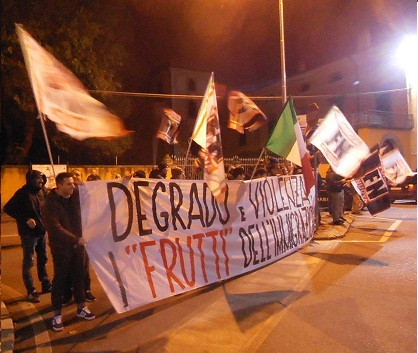 DEGRADO E VIOLENZA
I "FRUTTI" DELL'IMMIGRAZIONE